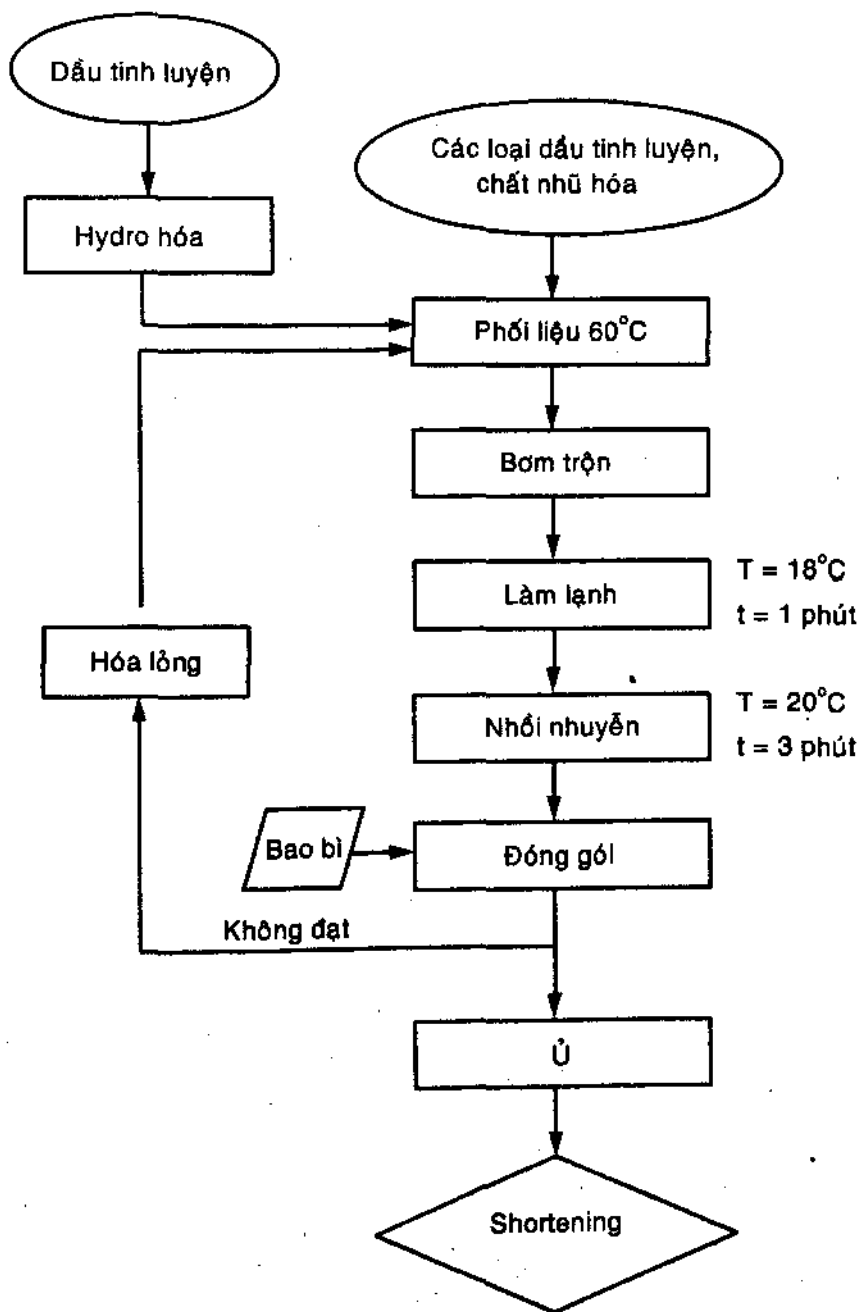 Dầu tinh luyện
Các loại dầu tinh luyện,
chất nhũ hóa
Hydro hóa
Phối liệu 60°C
Bơm trộn
Làm lạnh
T = 18°C
t = 1 phút
Hóa lỏng
Nhồi nhuyễn
T = 20°C
t = 3 phút
Bao bì
Đóng gói
Không đạt
Ủ
Shortening